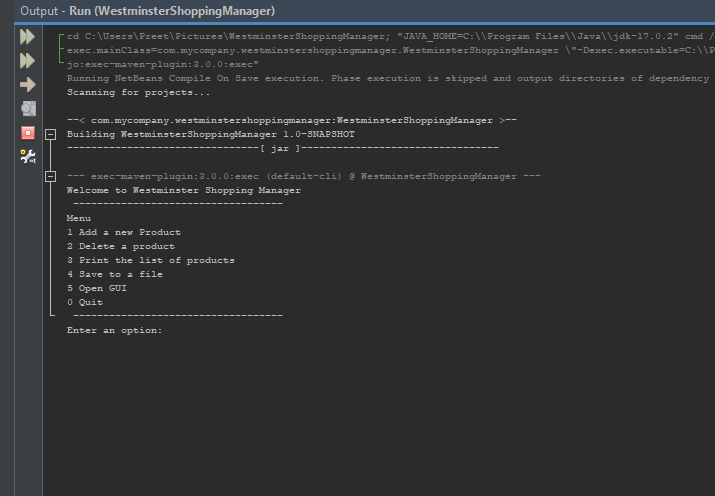 Output - Run (WestminsterShoppingManager)
cd C:\Users\Preet\Pictures\WestminsterShoppingManager; "JAVA_HOME=C:\\Program Files\\Java\\jdk-17.0.2" cmd /
exec.mainClass=com.mycompany.westminstershoppingmanager.WestminsterShoppingManager \"-Dexec.executable=C:\\P
jo:exec-maven-plugin:3.0.0:exec"
Running NetBeans Compile On Save execution. Phase execution is skipped and output directories of dependency
Scanning for projects...
--< com.mycompany.westminstershoppingmanager:WestminsterShoppingManager >--
Building WestminsterShoppingManager 1.0-SNAPSHOT
--------------------------------[ jar ]---------------------------------
--- exec-maven-plugin:3.0.0:exec (default-cli) @ WestminsterShoppingManager ---
Welcome to Westminster Shopping Manager
-----------------------------------
Menu
1 Add a new Product
2 Delete a product
3 Print the list of products
4 Save to a file
5 Open GUI
0 Quit
-----------------------------------
Enter an option: